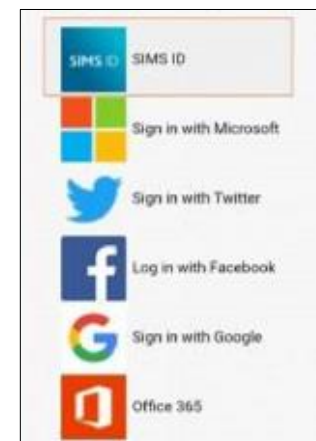 SIMS ID SIMS ID
Sign in with Microsoft
Sign in with Twitter
Log in with Facebook
Sign in with Google
Office 365